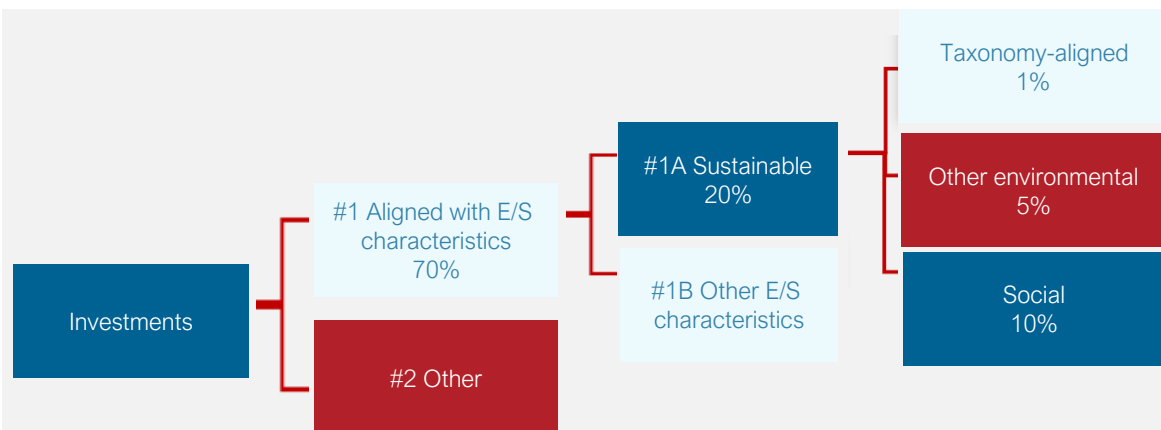 Investments
#1 Aligned with E/S
characteristics
70%
#2 Other
#1A Sustainable
20%
#1B Other E/S
characteristics
Taxonomy-aligned
1%
Other environmental
5%
Social
10%